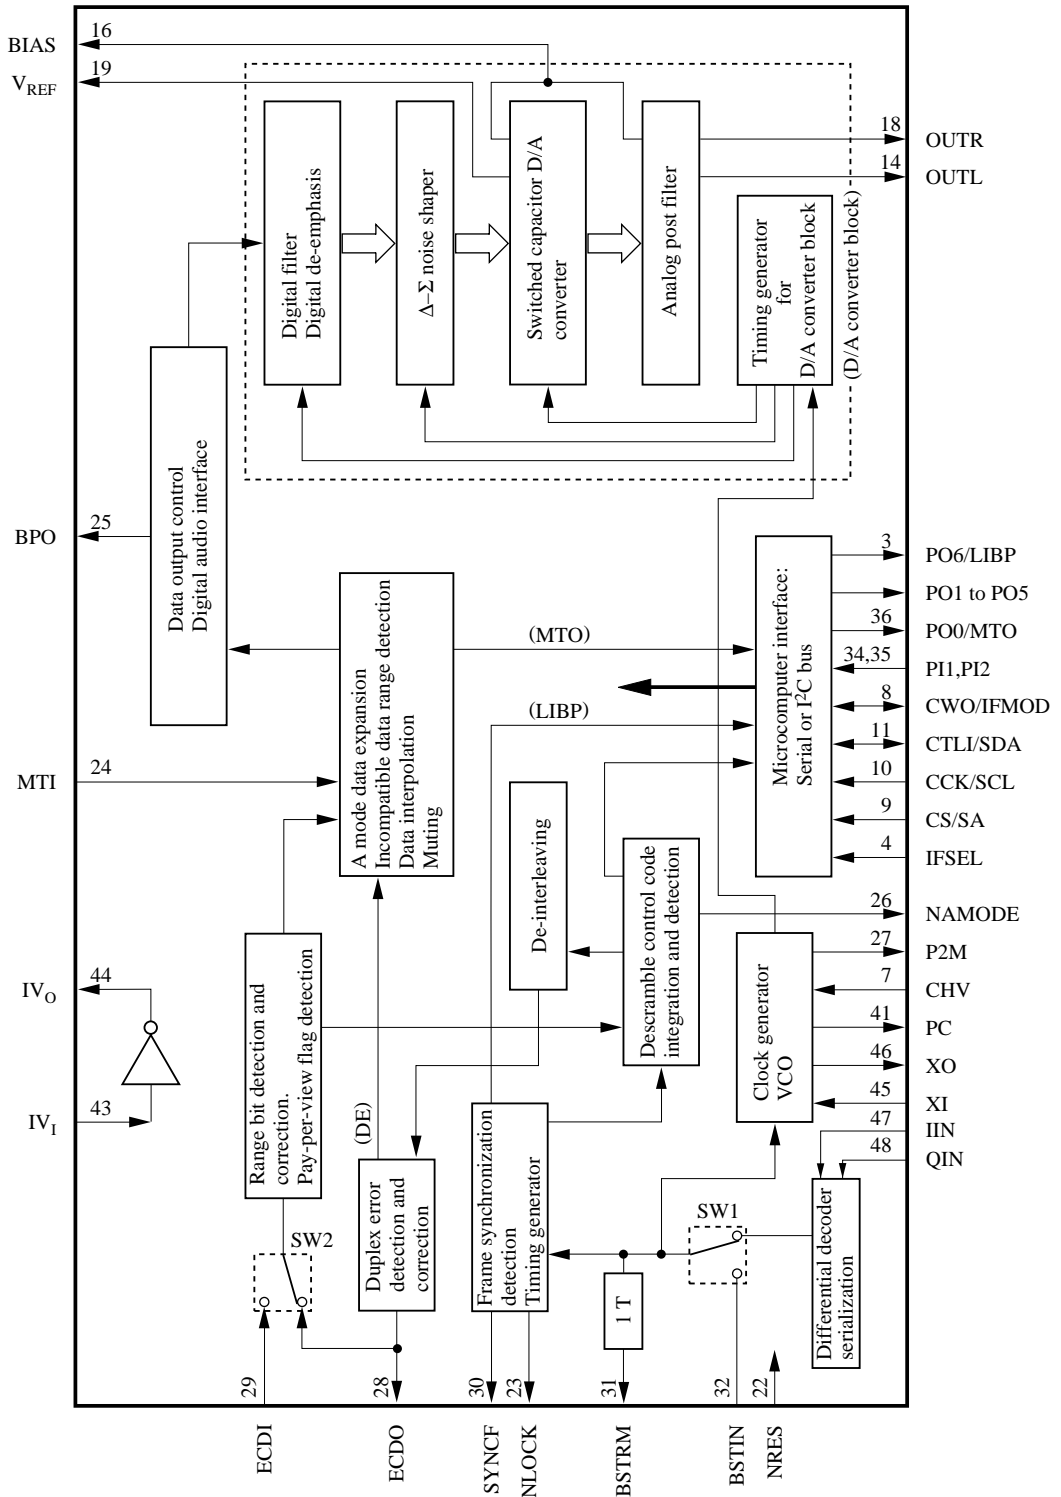 BIAS
16
VREF
19
18
OUTR
14
OUTL
Digital filter
Digital de-emphasis
Δ–Σ noise shaper
Switched capacitor D/A
converter
Analog post filter
Timing generator
for
D/A converter block
(D/A converter block)
Data output control
Digital audio interface
BPO
25
A mode data expansion
Incompatible data range detection
Data interpolation
Muting
(MTO)
(LIBP)
Microcomputer interface:
Serial or I2C bus
3
PO6/LIBP
PO1 to PO5
36
PO0/MTO
34,35
PI1,PI2
8
CWO/IFMOD
11
CTLI/SDA
10
CCK/SCL
9
CS/SA
4
IFSEL
26
NAMODE
27
P2M
7
CHV
41
PC
46
XO
45
XI
47
IIN
48
QIN
MTI
24
De-interleaving
Descramble control code
integration and detection
Clock generator
VCO
IVO
44
IVI
43
Range bit detection and
correction.
Pay-per-view flag detection
(DE)
Duplex error
detection and
correction
Frame synchronization
detection
Timing generator
SW2
SW1
1 T
Differential decoder
serialization
29
28
30
23
31
32
22
ECDI
ECDO
SYNCF
NLOCK
BSTRM
BSTIN
NRES